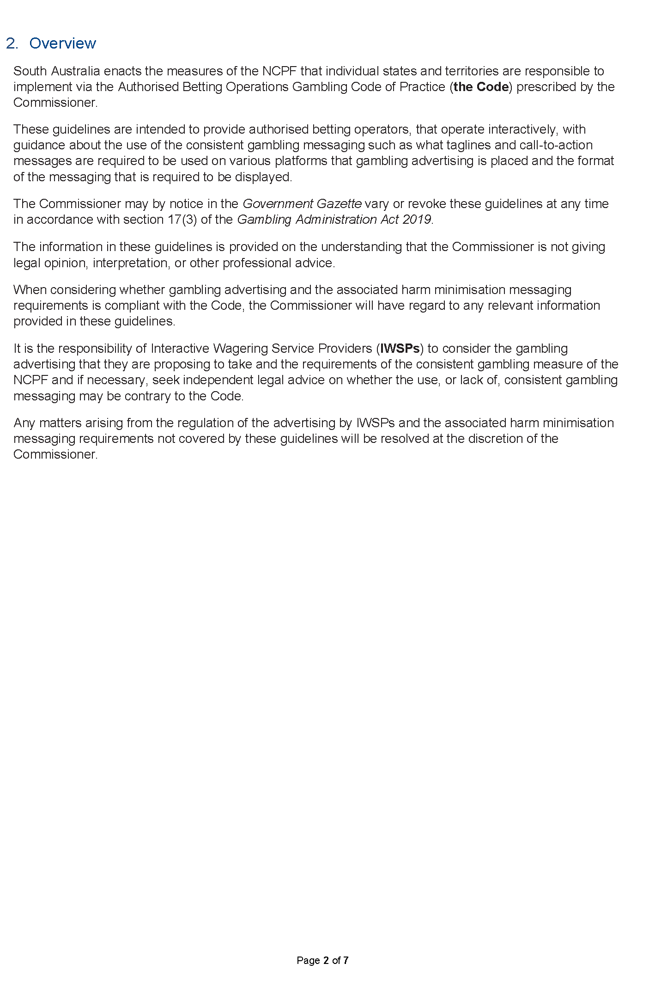 2. Overview
South Australia enacts the measures of the NCPF that individual states and territories are responsible to
implement via the Authorised Betting Operations Gambling Code of Practice (the Code) prescribed by the
Commissioner.
These guidelines are intended to provide authorised betting operators, that operate interactively, with
guidance about the use of the consistent gambling messaging such as what taglines and call-to-action
messages are required to be used on various platforms that gambling advertising is placed and the format
of the messaging that is required to be displayed.
The Commissioner may by notice in the Government Gazette vary or revoke these guidelines at any time
in accordance with section 17(3) of the Gambling Administration Act 2019.
The information in these guidelines is provided on the understanding that the Commissioner is not giving
legal opinion, interpretation, or other professional advice.
When considering whether gambling advertising and the associated harm minimisation messaging
requirements is compliant with the Code, the Commissioner will have regard to any relevant information
provided in these guidelines.
It is the responsibility of Interactive Wagering Service Providers (IWSPs) to consider the gambling
advertising that they are proposing to take and the requirements of the consistent gambling measure of the
NCPF and if necessary, seek independent legal advice on whether the use, or lack of, consistent gambling
messaging may be contrary to the Code.
Any matters arising from the regulation of the advertising by IWSPs and the associated harm minimisation
messaging requirements not covered by these guidelines will be resolved at the discretion of the
Commissioner.
Page 2 of 7